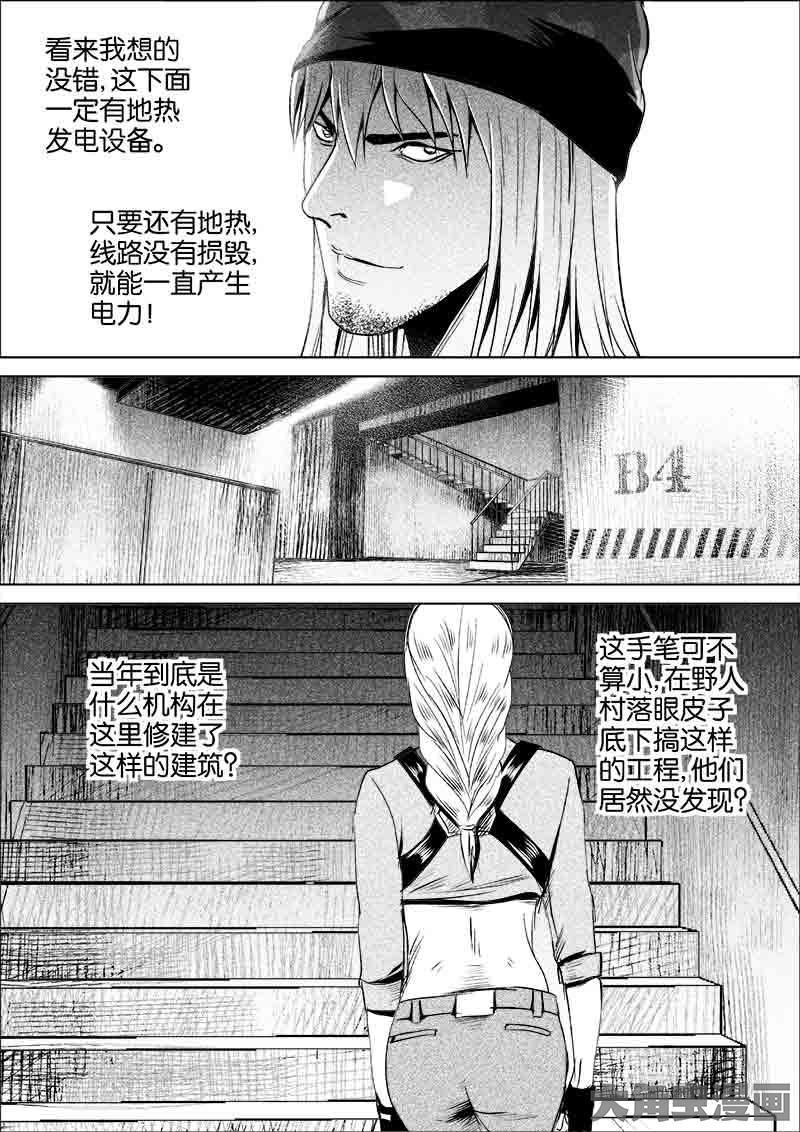 看来我想的
没错,这下面
一定有地热
发电设备。
只要还有地热,
线路没有损毁,
就能一直产生
电力！
B4
当年到底是
什么机构在
这里修建了
这样的建筑？
这手笔可不
算小,在野人
村落眼皮子
底下搞这样
的工程,他们
居然没发现？
大角虫漫画